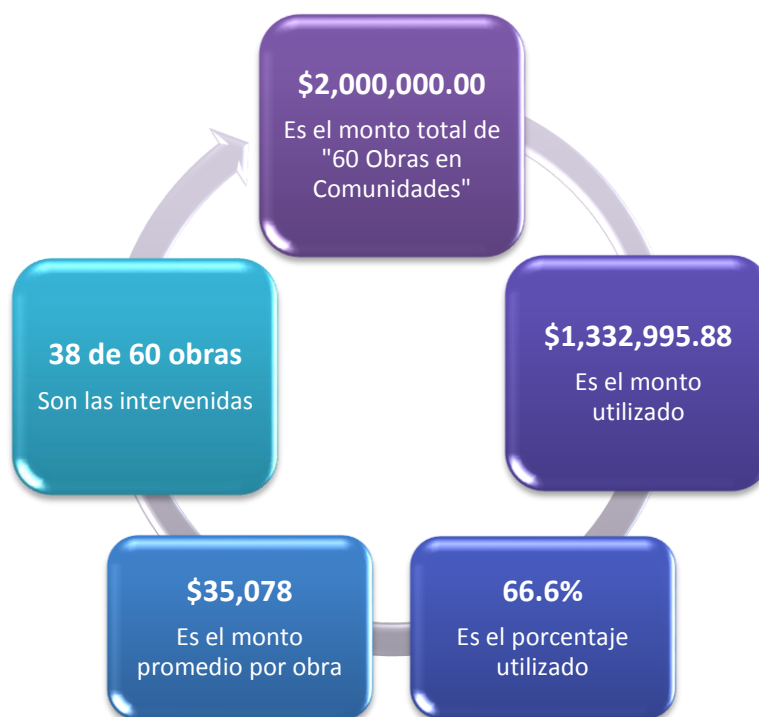 $2,000,000.00
Es el monto total de
"60 Obras en
Comunidades"
$1,332,995.88
Es el monto
utilizado
66.6%
Es el porcentaje
utilizado
$35,078
Es el monto
promedio por obra
38 de 60 obras
Son las intervenidas